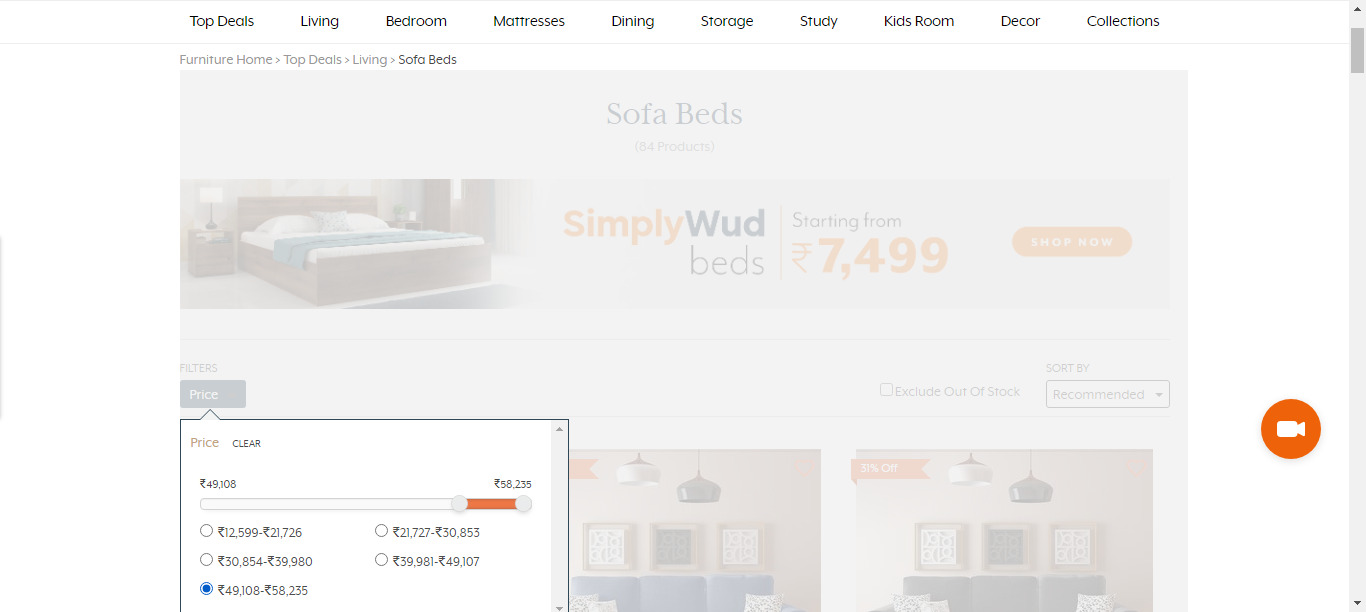 Top Deals Living Bedroom Mattresses Dining Storage Study Kids Room Decor Collections
Furniture Home > Top Deals > Living > Sofa Beds
Sofa Beds
(84 Products)
SimplyWud
beds
Starting from
₹7,499
SHOP NOW
FILTERS
Price
Exclude Out Of Stock
SORT BY
Recommended
Price CLEAR
₹49,108 ₹58,235
₹12,599-₹21,726 ₹21,727-₹30,853
₹30,854-₹39,980 ₹39,981-₹49,107
₹49,108-₹58,235
31% Off